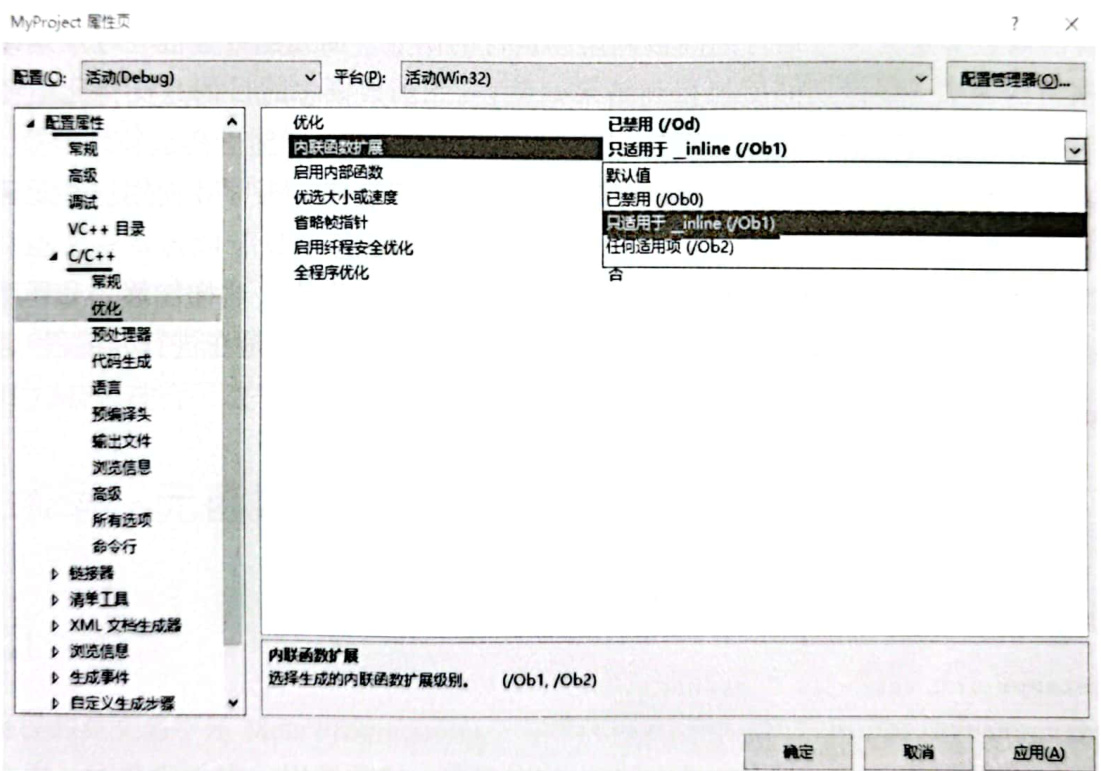 MyProject 属性页
? ×
配置(C): 活动(Debug) 平台(P): 活动(Win32) 配置管理器(O)...
配置属性
常规
高级
调试
VC++ 目录
C/C++
常规
优化
预处理器
代码生成
语言
预编译头
输出文件
浏览信息
高级
所有选项
命令行
链接器
清单工具
XML 文档生成器
浏览信息
生成事件
自定义生成步骤
优化 已禁用 (/Od)
内联函数扩展 只适用于 __inline (/Ob1)
启用内部函数
优选大小或速度
省略帧指针
启用纤程安全优化
全程序优化 否
默认值
已禁用 (/Ob0)
只适用于 __inline (/Ob1)
任何适用项 (/Ob2)
内联函数扩展
选择生成的内联函数扩展级别。 (/Ob1, /Ob2)
确定 取消 应用(A)